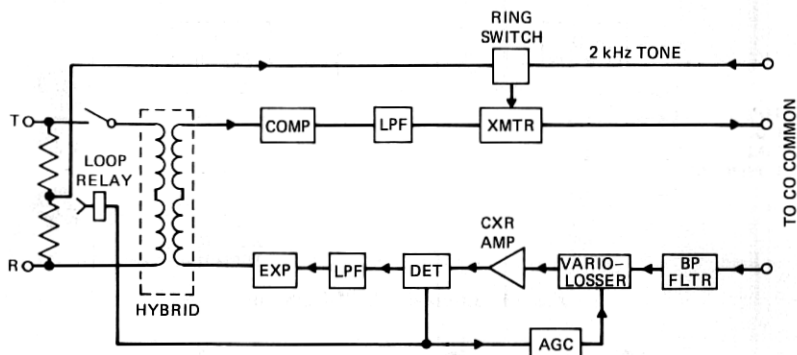 RING
SWITCH
2 kHz TONE
T
COMP
LPF
XMTR
LOOP
RELAY
TO CO COMMON
CXR
AMP
R
EXP
LPF
DET
VARIO-
LOSSER
BP
FLTR
HYBRID
AGC